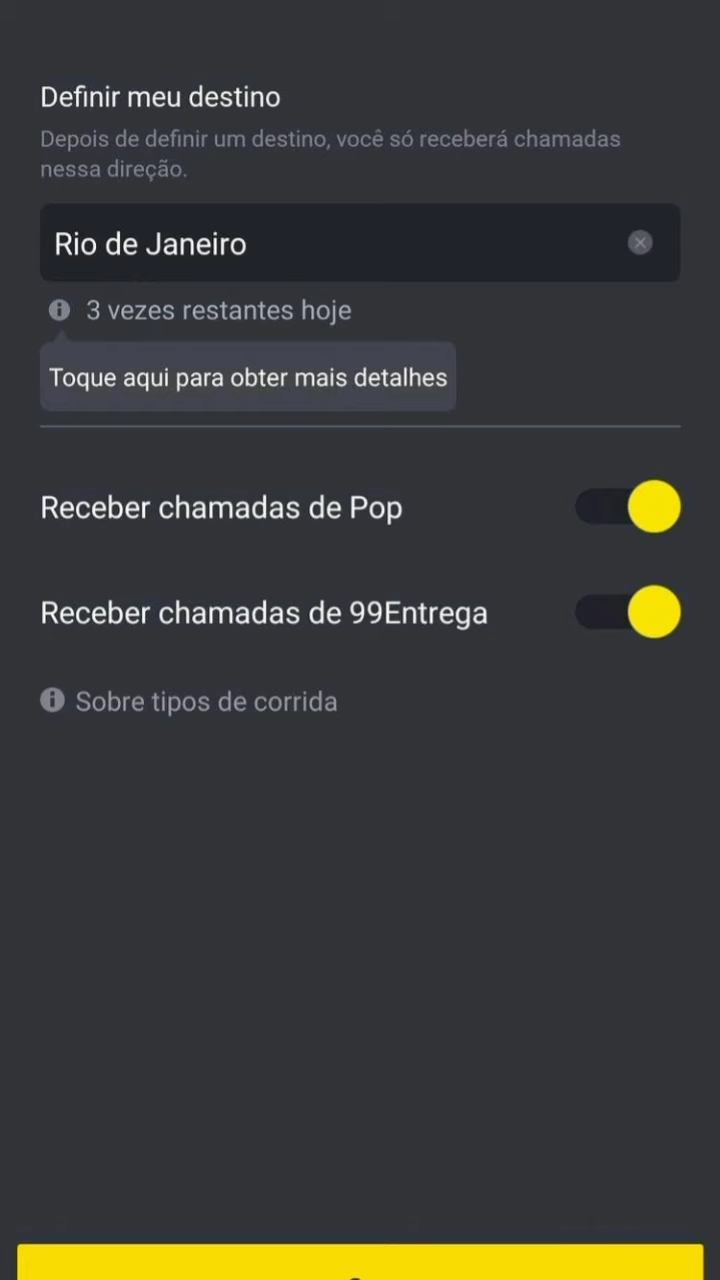 Definir meu destino
Depois de definir um destino, você só receberá chamadas
nessa direção.
Rio de Janeiro
3 vezes restantes hoje
Toque aqui para obter mais detalhes
Receber chamadas de Pop
Receber chamadas de 99Entrega
Sobre tipos de corrida